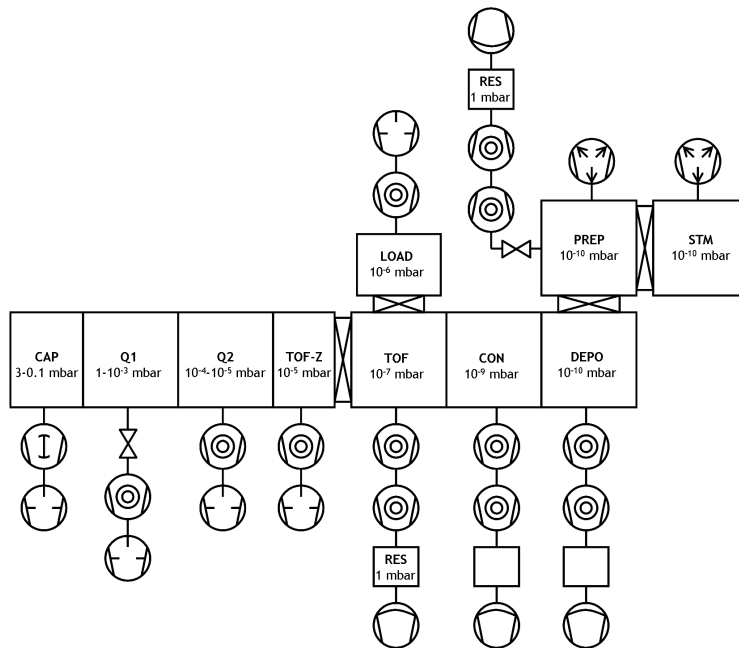 RES
1 mbar
LOAD
10⁻⁶ mbar
PREP
10⁻¹⁰ mbar
STM
10⁻¹⁰ mbar
CAP
3-0.1 mbar
Q1
1-10⁻³ mbar
Q2
10⁻⁴-10⁻⁵ mbar
TOF-Z
10⁻⁵ mbar
TOF
10⁻⁷ mbar
CON
10⁻⁹ mbar
DEPO
10⁻¹⁰ mbar
RES
1 mbar